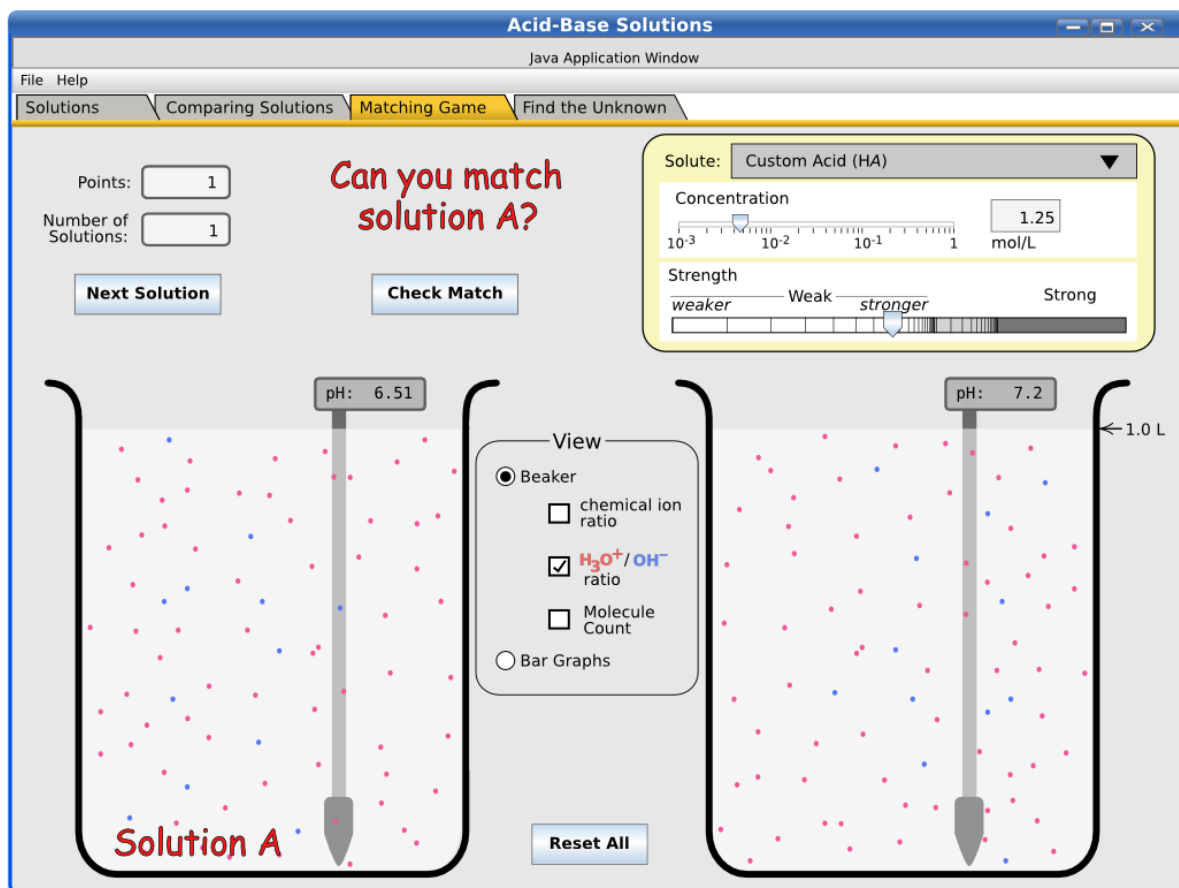 Acid-Base Solutions
Java Application Window
File Help
Solutions
Comparing Solutions
Matching Game
Find the Unknown
Points:
1
Number of
Solutions:
1
Next Solution
Can you match
solution A?
Check Match
Solute:
Custom Acid (HA)
Concentration
10⁻³
10⁻²
10⁻¹
1
1.25
mol/L
Strength
weaker
Weak
stronger
Strong
pH: 6.51
pH: 7.2
1.0 L
View
Beaker
chemical ion
ratio
H₃O⁺/OH⁻
ratio
Molecule
Count
Bar Graphs
Solution A
Reset All